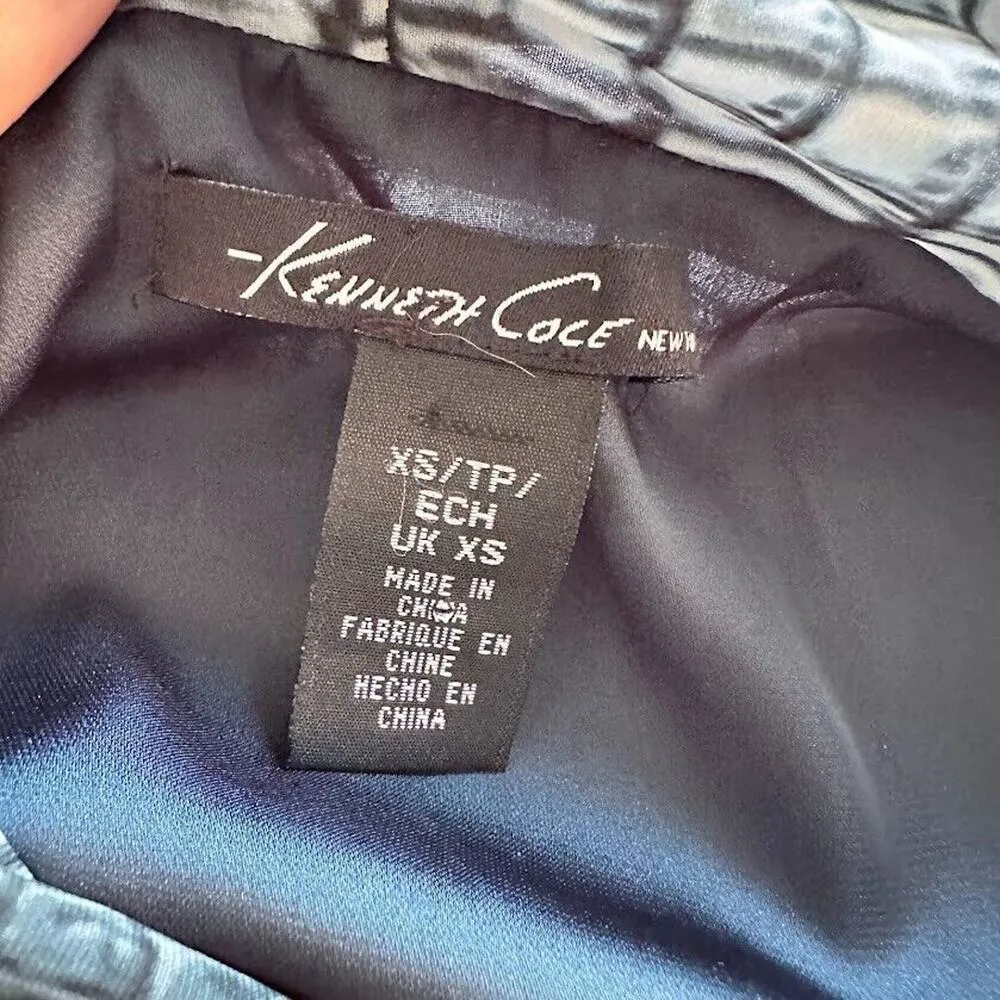 Kenneth Cole NEW
XS/TP/
ECH
UK XS
MADE IN
CHINA
FABRIQUE EN
CHINE
HECHO EN
CHINA